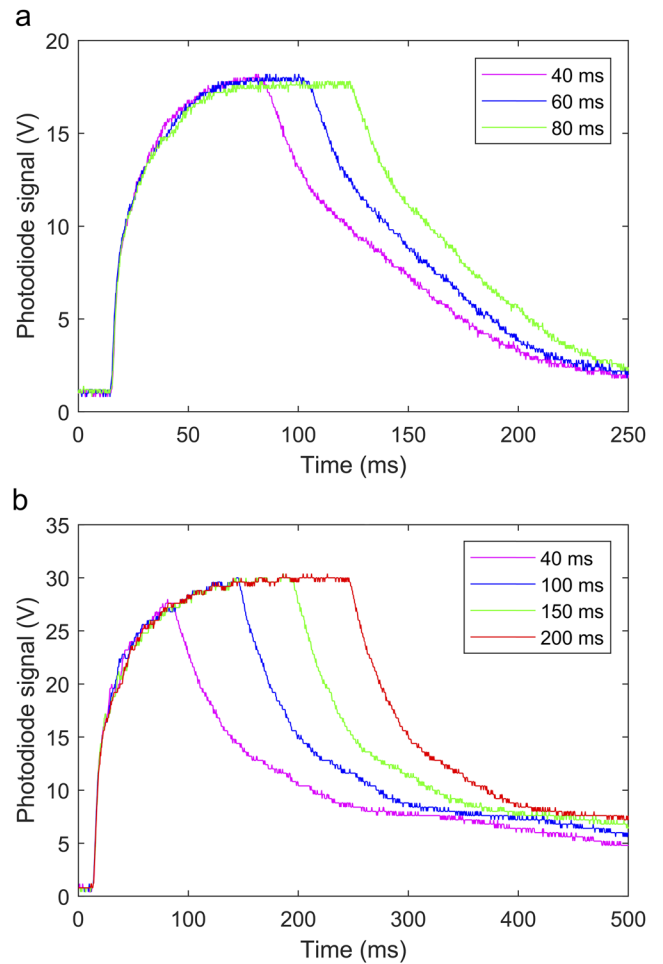 a
20
15
10
5
0
Photodiode signal (V)
40 ms
60 ms
80 ms
0 50 100 150 200 250
Time (ms)
b
35
30
25
20
15
10
5
0
Photodiode signal (V)
40 ms
100 ms
150 ms
200 ms
0 100 200 300 400 500
Time (ms)